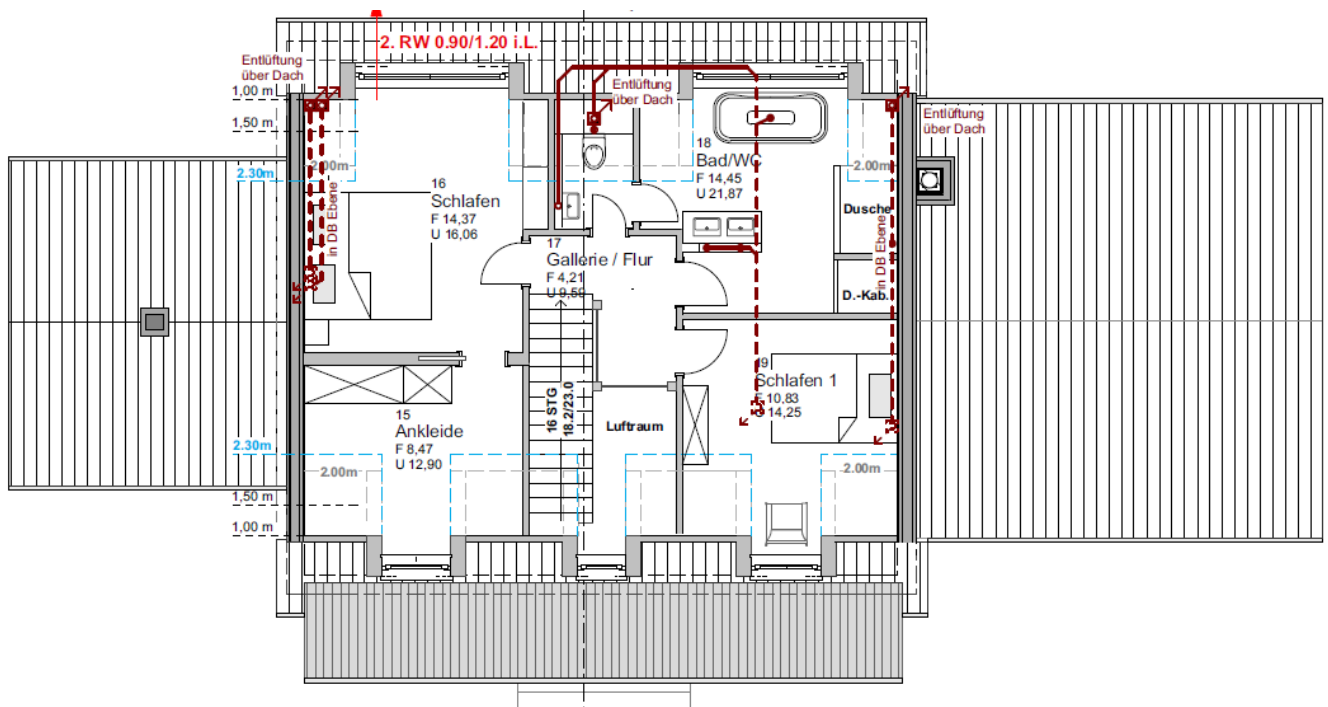 2. RW 0.90/1.20 i.L.
Entlüftung
über Dach
1,00 m
1,50 m
2.30m
2.00m
in DB Ebene
16
Schlafen
F 14,37
U 16,06
Entlüftung
über Dach
18
Bad/WC
F 14,45
U 21,87
2.00m
Dusche
in DB Ebene
D.-Kab.
Entlüftung
über Dach
17
Gallerie / Flur
F 4,21
U 9,59
15
Ankleide
F 8,47
U 12,90
16 STG
18.2/23.0
Luftraum
19
Schlafen 1
F 10,83
U 14,25
2.30m
2.00m
2.00m
1,50 m
1,00 m